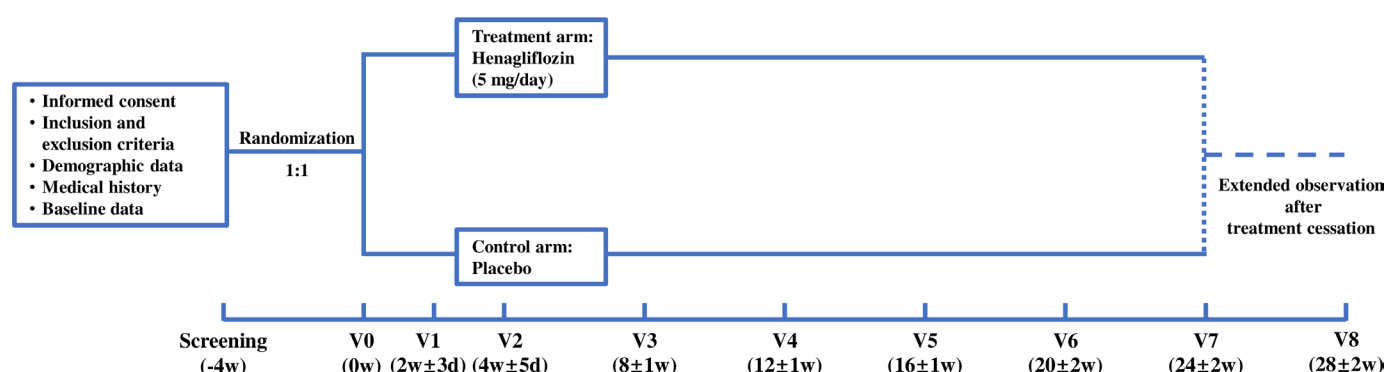 • Informed consent
• Inclusion and
exclusion criteria
• Demographic data
• Medical history
• Baseline data
Randomization
1:1
Treatment arm:
Henagliflozin
(5 mg/day)
Control arm:
Placebo
Extended observation
after
treatment cessation
Screening
(-4w)
V0
(0w)
V1
(2w±3d)
V2
(4w±5d)
V3
(8±1w)
V4
(12±1w)
V5
(16±1w)
V6
(20±2w)
V7
(24±2w)
V8
(28±2w)